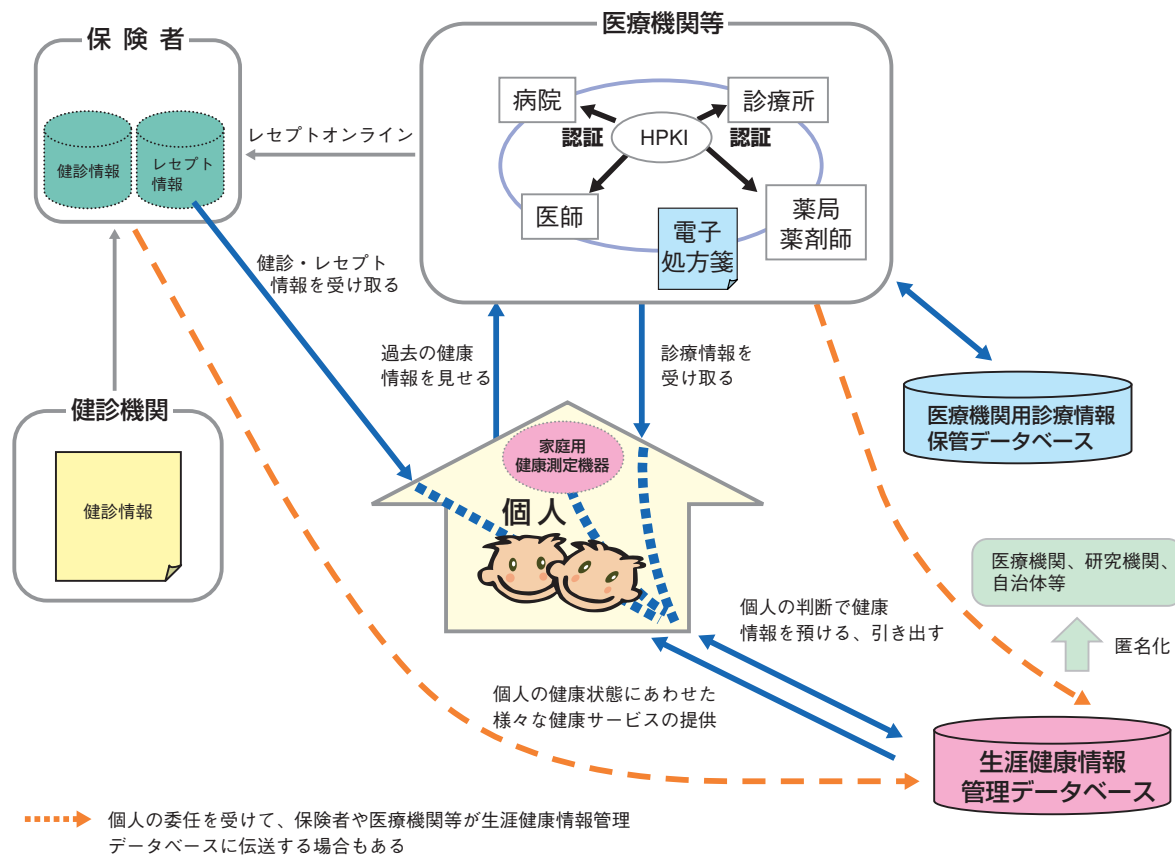 保険者
健診情報
レセプト
情報
レセプトオンライン
医療機関等
病院
診療所
認証
HPKI
認証
医師
電子
処方箋
薬局
薬剤師
健診・レセプト
情報を受け取る
過去の健康
情報を見せる
診療情報を
受け取る
医療機関用診療情報
保管データベース
健診機関
健診情報
家庭用
健康測定機器
個人
医療機関、研究機関、
自治体等
匿名化
個人の判断で健康
情報を預ける、引き出す
個人の健康状態にあわせた
様々な健康サービスの提供
生涯健康情報
管理データベース
個人の委任を受けて、保険者や医療機関等が生涯健康情報管理
データベースに伝送する場合もある